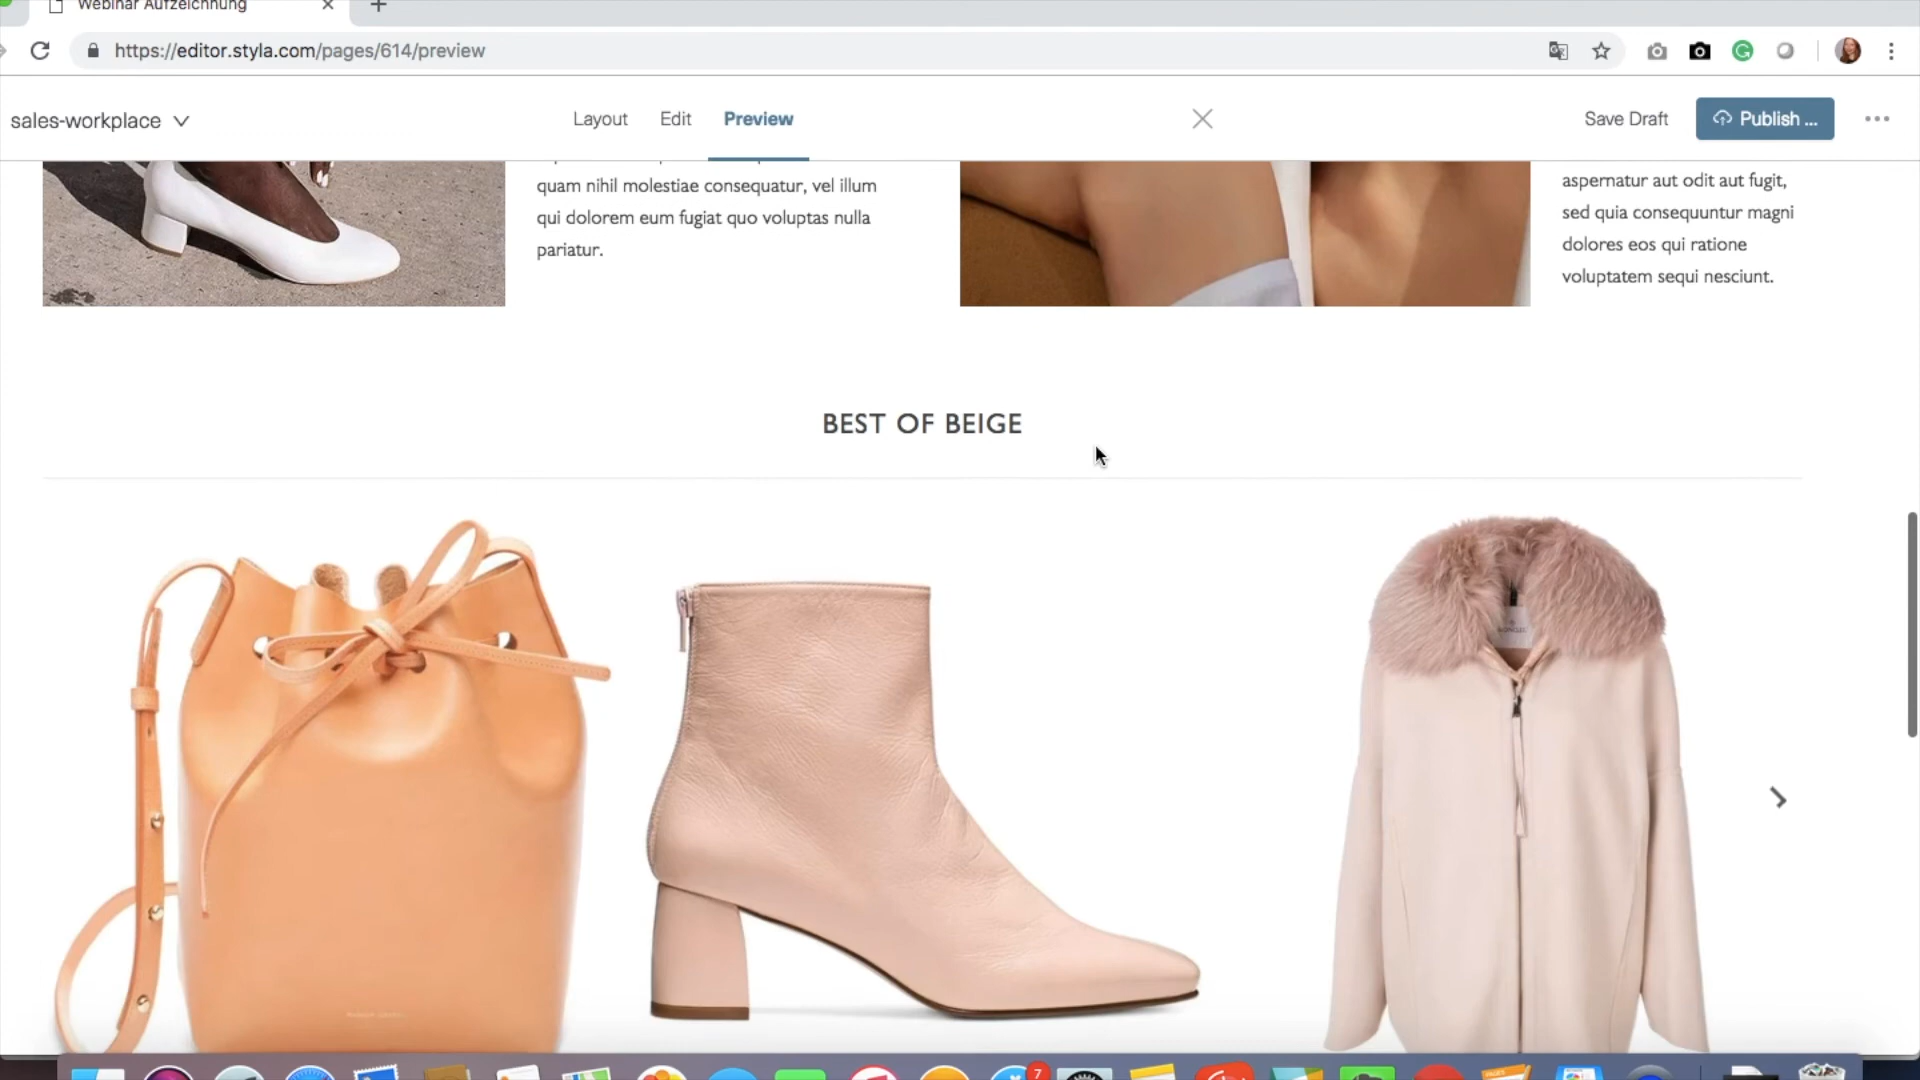 Webinar Aufzeichnung
https://editor.styla.com/pages/614/preview
sales-workplace
Layout
Edit
Preview
Save Draft
Publish ...
quam nihil molestiae consequatur, vel illum
qui dolorem eum fugiat quo voluptas nulla
pariatur.
aspernatur aut odit aut fugit,
sed quia consequuntur magni
dolores eos qui ratione
voluptatem sequi nesciunt.
BEST OF BEIGE
7
PAGES